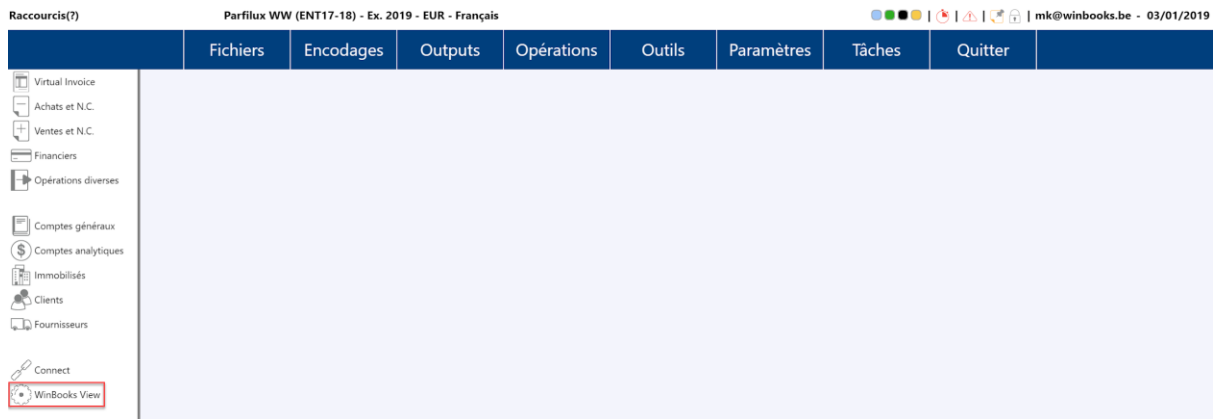 Raccourcis(?) Parfilux WW (ENT17-18) - Ex. 2019 - EUR - Français | | | | mk@winbooks.be - 03/01/2019
Fichiers Encodages Outputs Opérations Outils Paramètres Tâches Quitter
Virtual Invoice
Achats et N.C.
Ventes et N.C.
Financiers
Opérations diverses
Comptes généraux
Comptes analytiques
Immobilisés
Clients
Fournisseurs
Connect
WinBooks View